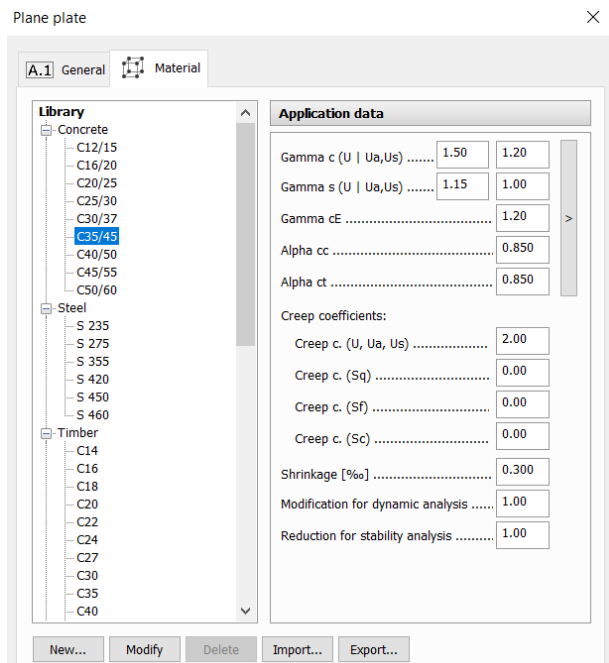 Plane plate
A.1 General
Material
Library
Concrete
C12/15
C16/20
C20/25
C25/30
C30/37
C35/45
C40/50
C45/55
C50/60
Steel
S 235
S 275
S 355
S 420
S 450
S 460
Timber
C14
C16
C18
C20
C22
C24
C27
C30
C35
C40
Application data
Gamma c (U | Ua,Us) ....... 1.50 1.20
Gamma s (U | Ua,Us) ....... 1.15 1.00
Gamma cE 1.20
Alpha cc 0.850
Alpha ct 0.850
>
Creep coefficients:
Creep c. (U, Ua, Us) 2.00
Creep c. (Sq) 0.00
Creep c. (Sf) 0.00
Creep c. (Sc) 0.00
Shrinkage [‰] 0.300
Modification for dynamic analysis ..... 1.00
Reduction for stability analysis ......... 1.00
New... Modify Delete Import... Export...